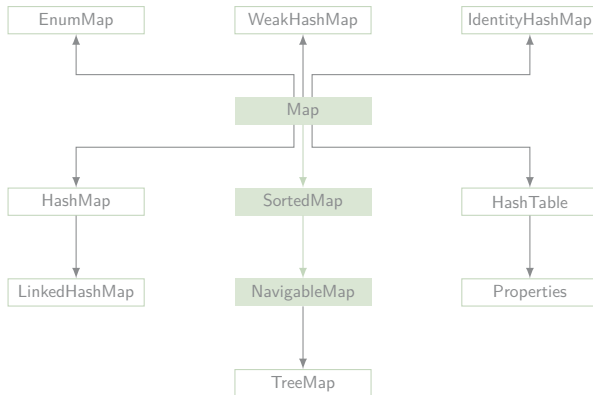 EnumMap
WeakHashMap
IdentityHashMap
Map
HashMap
SortedMap
HashTable
LinkedHashMap
NavigableMap
Properties
TreeMap